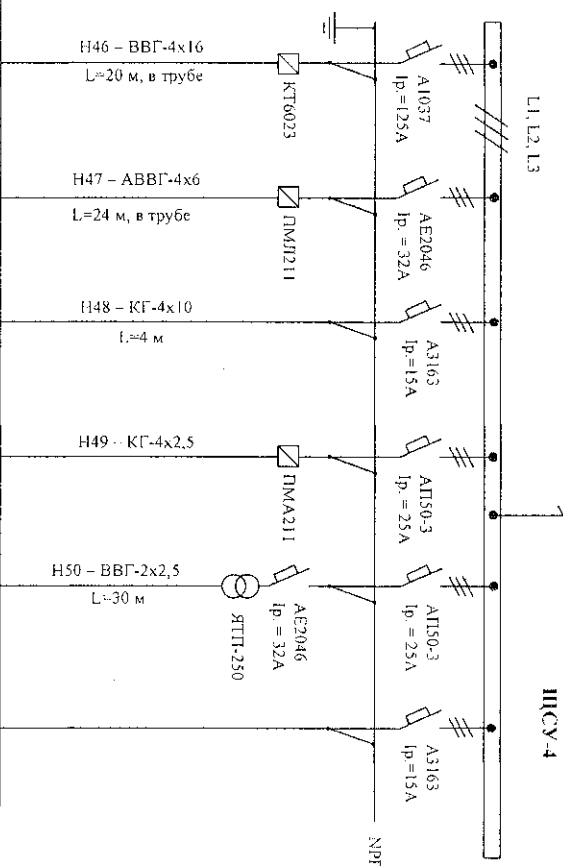 Н46 – ВВГ-4х16
L=20 м, в трубе
КТ6023
А1037
Iр.=125А
L1, L2, L3
Н47 – АВВГ-4х6
L=24 м, в трубе
ПМЛ211
АЕ2046
Iр. = 32А
Н48 – КГ-4х10
L=4 м
А3163
Iр.=15А
Н49 – КГ-4х2,5
ПМА211
АП50-3
Iр. = 25А
Н50 – ВВГ-2х2,5
L=30 м
ЯТП-250
АЕ2046
Iр. = 32А
АП50-3
Iр. = 25А
ЩСУ-4
А3163
Iр.=15А